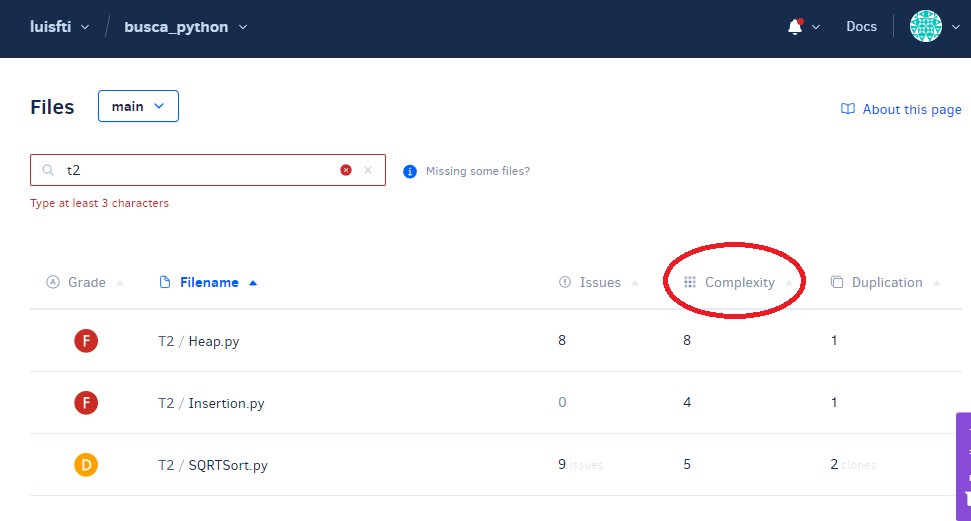 luisfti / busca_python Docs
Files main About this page
t2 Missing some files?
Type at least 3 characters
Grade Filename Issues Complexity Duplication
F T2 / Heap.py 8 8 1
F T2 / Insertion.py 0 4 1
D T2 / SQRTSort.py 9 issues 5 2 clones